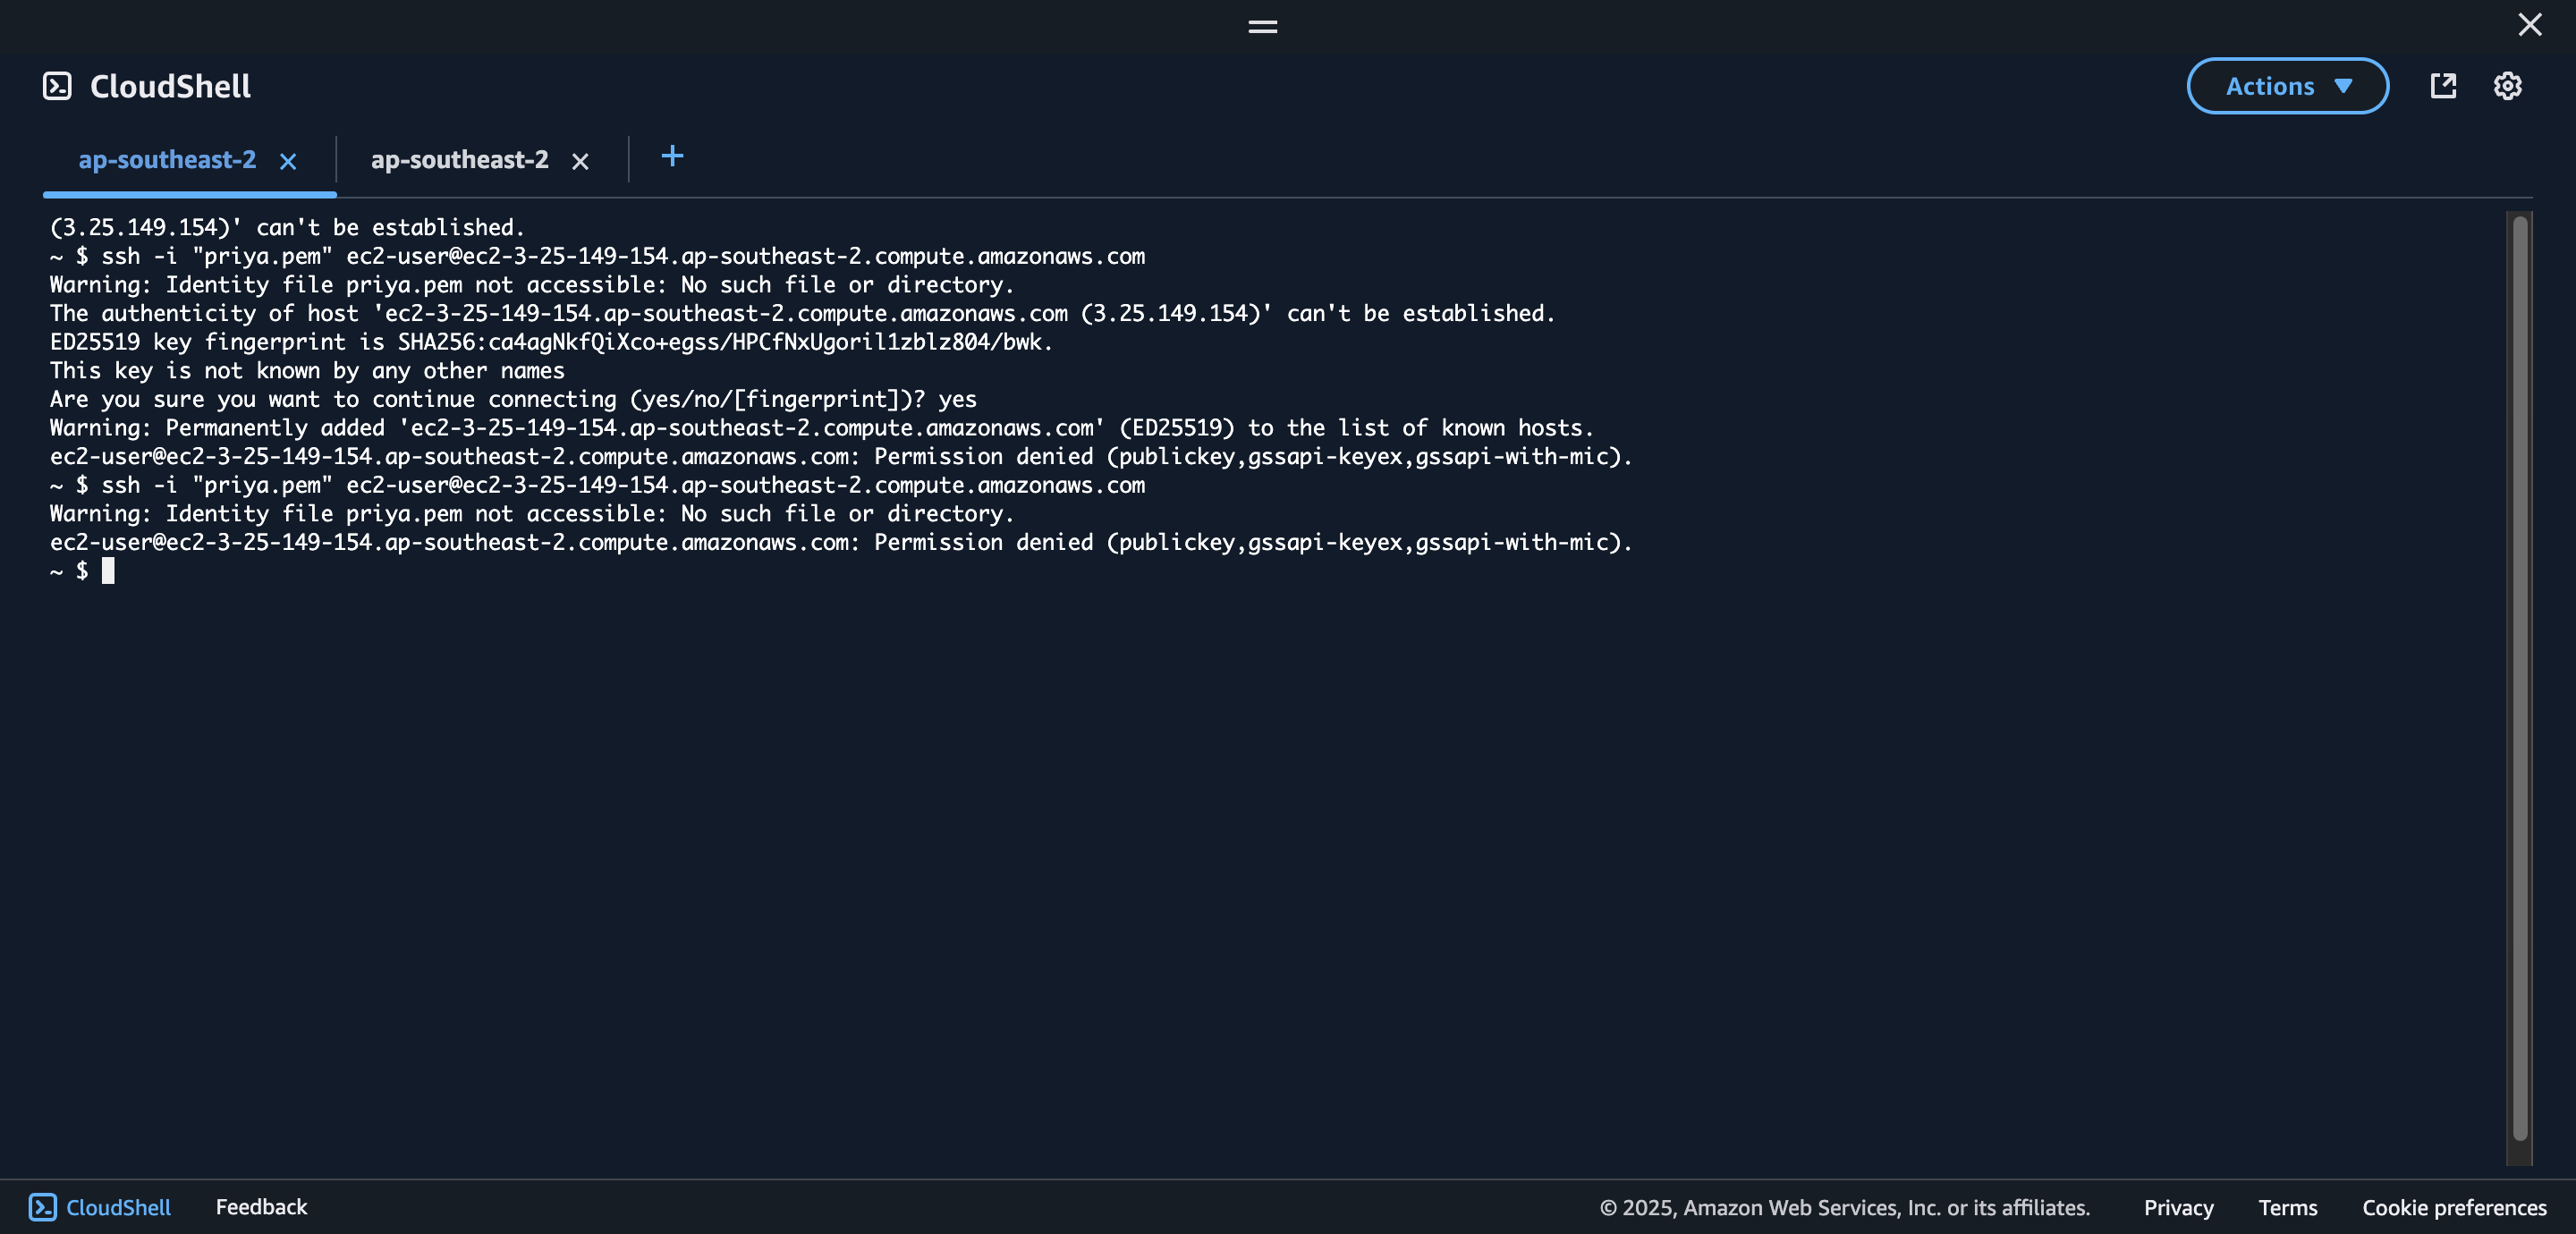 CloudShell
Actions
ap-southeast-2
ap-southeast-2
(3.25.149.154)' can't be established.
~ $ ssh -i "priya.pem" ec2-user@ec2-3-25-149-154.ap-southeast-2.compute.amazonaws.com
Warning: Identity file priya.pem not accessible: No such file or directory.
The authenticity of host 'ec2-3-25-149-154.ap-southeast-2.compute.amazonaws.com (3.25.149.154)' can't be established.
ED25519 key fingerprint is SHA256:ca4agNkfQiXco+egss/HPCfNxUgoril1zblz804/bwk.
This key is not known by any other names
Are you sure you want to continue connecting (yes/no/[fingerprint])? yes
Warning: Permanently added 'ec2-3-25-149-154.ap-southeast-2.compute.amazonaws.com' (ED25519) to the list of known hosts.
ec2-user@ec2-3-25-149-154.ap-southeast-2.compute.amazonaws.com: Permission denied (publickey,gssapi-keyex,gssapi-with-mic).
~ $ ssh -i "priya.pem" ec2-user@ec2-3-25-149-154.ap-southeast-2.compute.amazonaws.com
Warning: Identity file priya.pem not accessible: No such file or directory.
ec2-user@ec2-3-25-149-154.ap-southeast-2.compute.amazonaws.com: Permission denied (publickey,gssapi-keyex,gssapi-with-mic).
~ $
CloudShell Feedback © 2025, Amazon Web Services, Inc. or its affiliates. Privacy Terms Cookie preferences